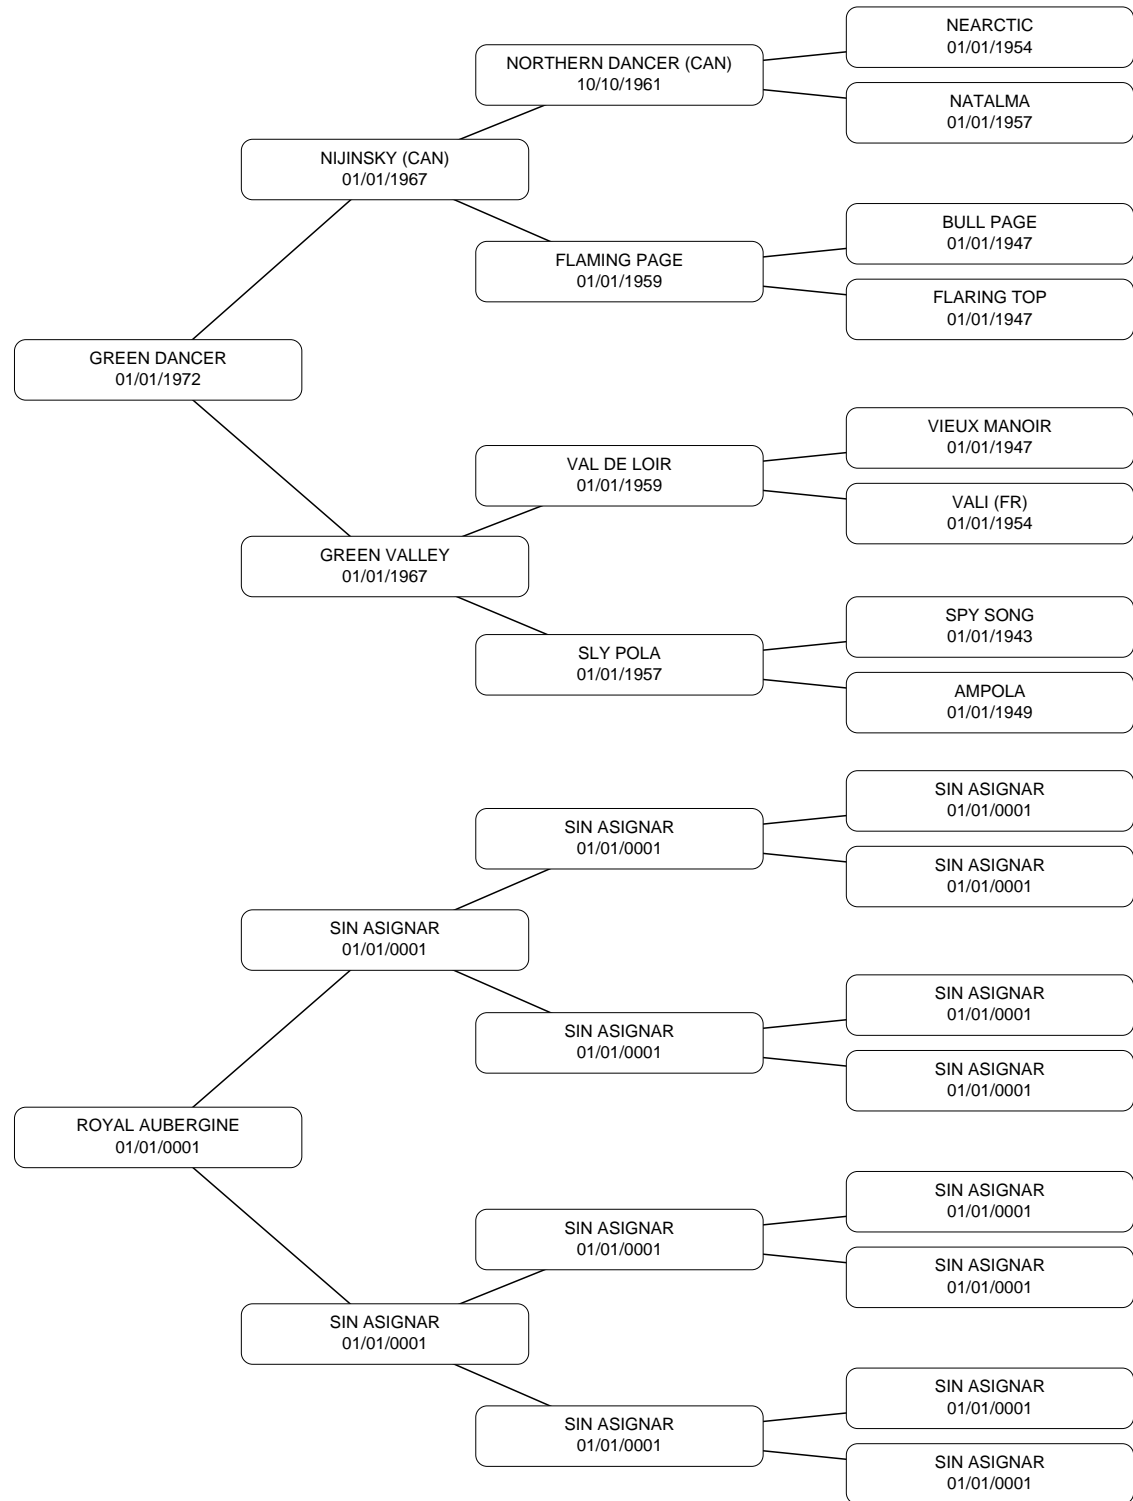 NEARCTIC
01/01/1954
NORTHERN DANCER (CAN)
10/10/1961
NATALMA
01/01/1957
NIJINSKY (CAN)
01/01/1967
BULL PAGE
01/01/1947
FLAMING PAGE
01/01/1959
FLARING TOP
01/01/1947
GREEN DANCER
01/01/1972
VIEUX MANOIR
01/01/1947
VAL DE LOIR
01/01/1959
VALI (FR)
01/01/1954
GREEN VALLEY
01/01/1967
SPY SONG
01/01/1943
SLY POLA
01/01/1957
AMPOLA
01/01/1949
SIN ASIGNAR
01/01/0001
SIN ASIGNAR
01/01/0001
SIN ASIGNAR
01/01/0001
SIN ASIGNAR
01/01/0001
SIN ASIGNAR
01/01/0001
SIN ASIGNAR
01/01/0001
SIN ASIGNAR
01/01/0001
ROYAL AUBERGINE
01/01/0001
SIN ASIGNAR
01/01/0001
SIN ASIGNAR
01/01/0001
SIN ASIGNAR
01/01/0001
SIN ASIGNAR
01/01/0001
SIN ASIGNAR
01/01/0001
SIN ASIGNAR
01/01/0001
SIN ASIGNAR
01/01/0001